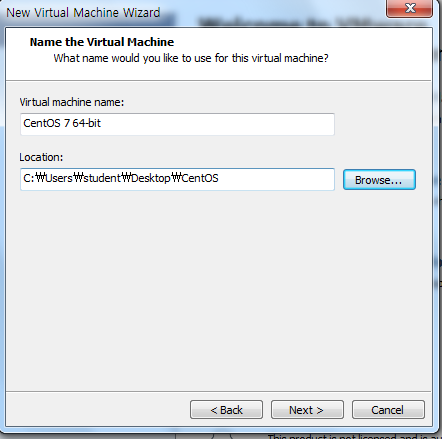 New Virtual Machine Wizard
Name the Virtual Machine
What name would you like to use for this virtual machine?
Virtual machine name:
CentOS 7 64-bit
Location:
C:₩Users₩student₩Desktop₩CentOS
Browse...
< Back
Next >
Cancel